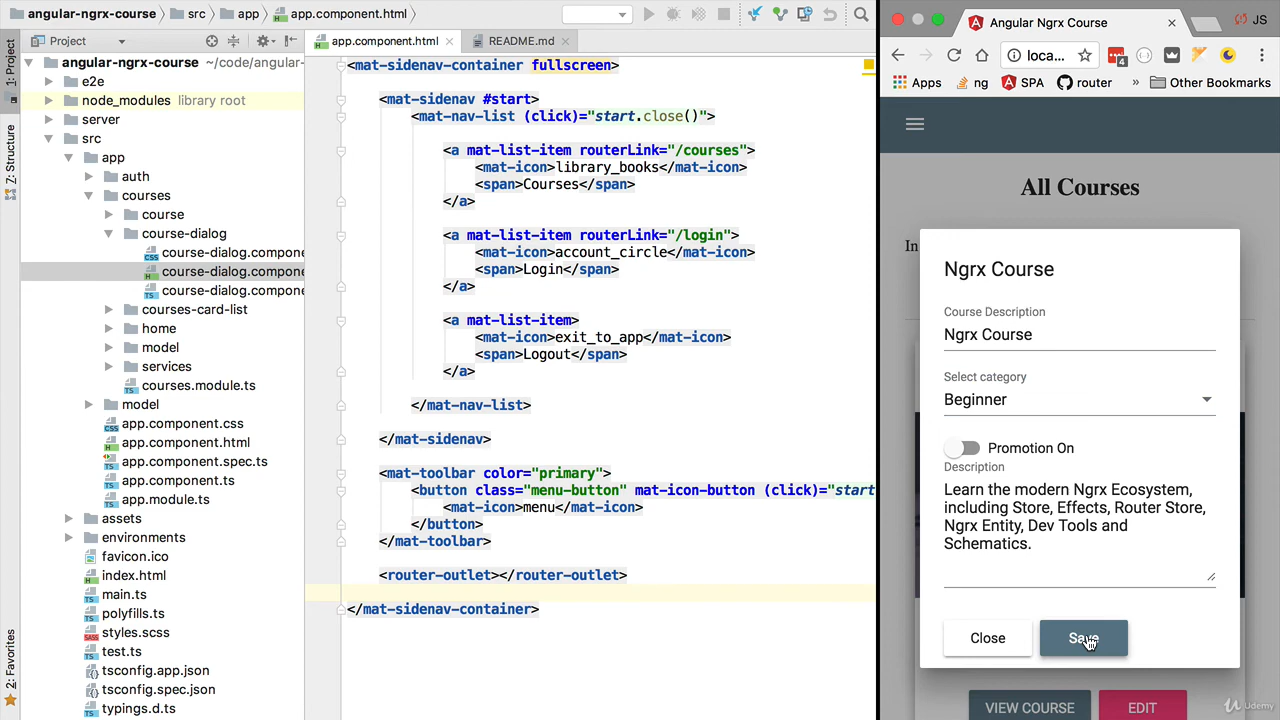 angular-ngrx-course
src
app
app.component.html
1: Project
Z: Structure
2: Favorites
Project
angular-ngrx-course ~/code/angular-
e2e
node_modules library root
server
src
app
auth
courses
course
course-dialog
course-dialog.compone
course-dialog.compone
course-dialog.compone
courses-card-list
home
model
services
courses.module.ts
model
app.component.css
app.component.html
app.component.spec.ts
app.component.ts
app.module.ts
assets
environments
favicon.ico
index.html
main.ts
polyfills.ts
styles.scss
test.ts
tsconfig.app.json
tsconfig.spec.json
typings.d.ts
app.component.html
README.md
<mat-sidenav-container fullscreen>
<mat-sidenav #start>
<mat-nav-list (click)="start.close()">
<a mat-list-item routerLink="/courses">
<mat-icon>library_books</mat-icon>
<span>Courses</span>
</a>
<a mat-list-item routerLink="/login">
<mat-icon>account_circle</mat-icon>
<span>Login</span>
</a>
<a mat-list-item>
<mat-icon>exit_to_app</mat-icon>
<span>Logout</span>
</a>
</mat-nav-list>
</mat-sidenav>
<mat-toolbar color="primary">
<button class="menu-button" mat-icon-button (click)="start
<mat-icon>menu</mat-icon>
</button>
</mat-toolbar>
<router-outlet></router-outlet>
</mat-sidenav-container>
Angular Ngrx Course
JS
loca...
4
Apps
ng
SPA
router
»
Other Bookmarks
All Courses
In
Ngrx Course
Course Description
Ngrx Course
Select category
Beginner
Promotion On
Description
Learn the modern Ngrx Ecosystem,
including Store, Effects, Router Store,
Ngrx Entity, Dev Tools and
Schematics.
Close
Save
VIEW COURSE
EDIT
Udemy